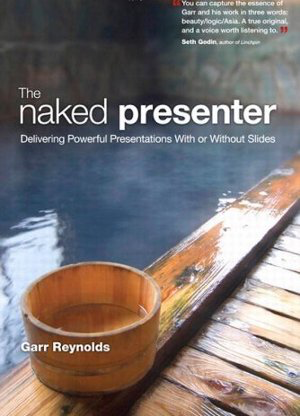 "You can capture the essence of
Garr and his work in three words:
beauty/logic/Asia. A true original,
and a voice worth listening to."
Seth Godin, author of Linchpin
The
naked presenter
Delivering Powerful Presentations With or Without Slides
Garr Reynolds